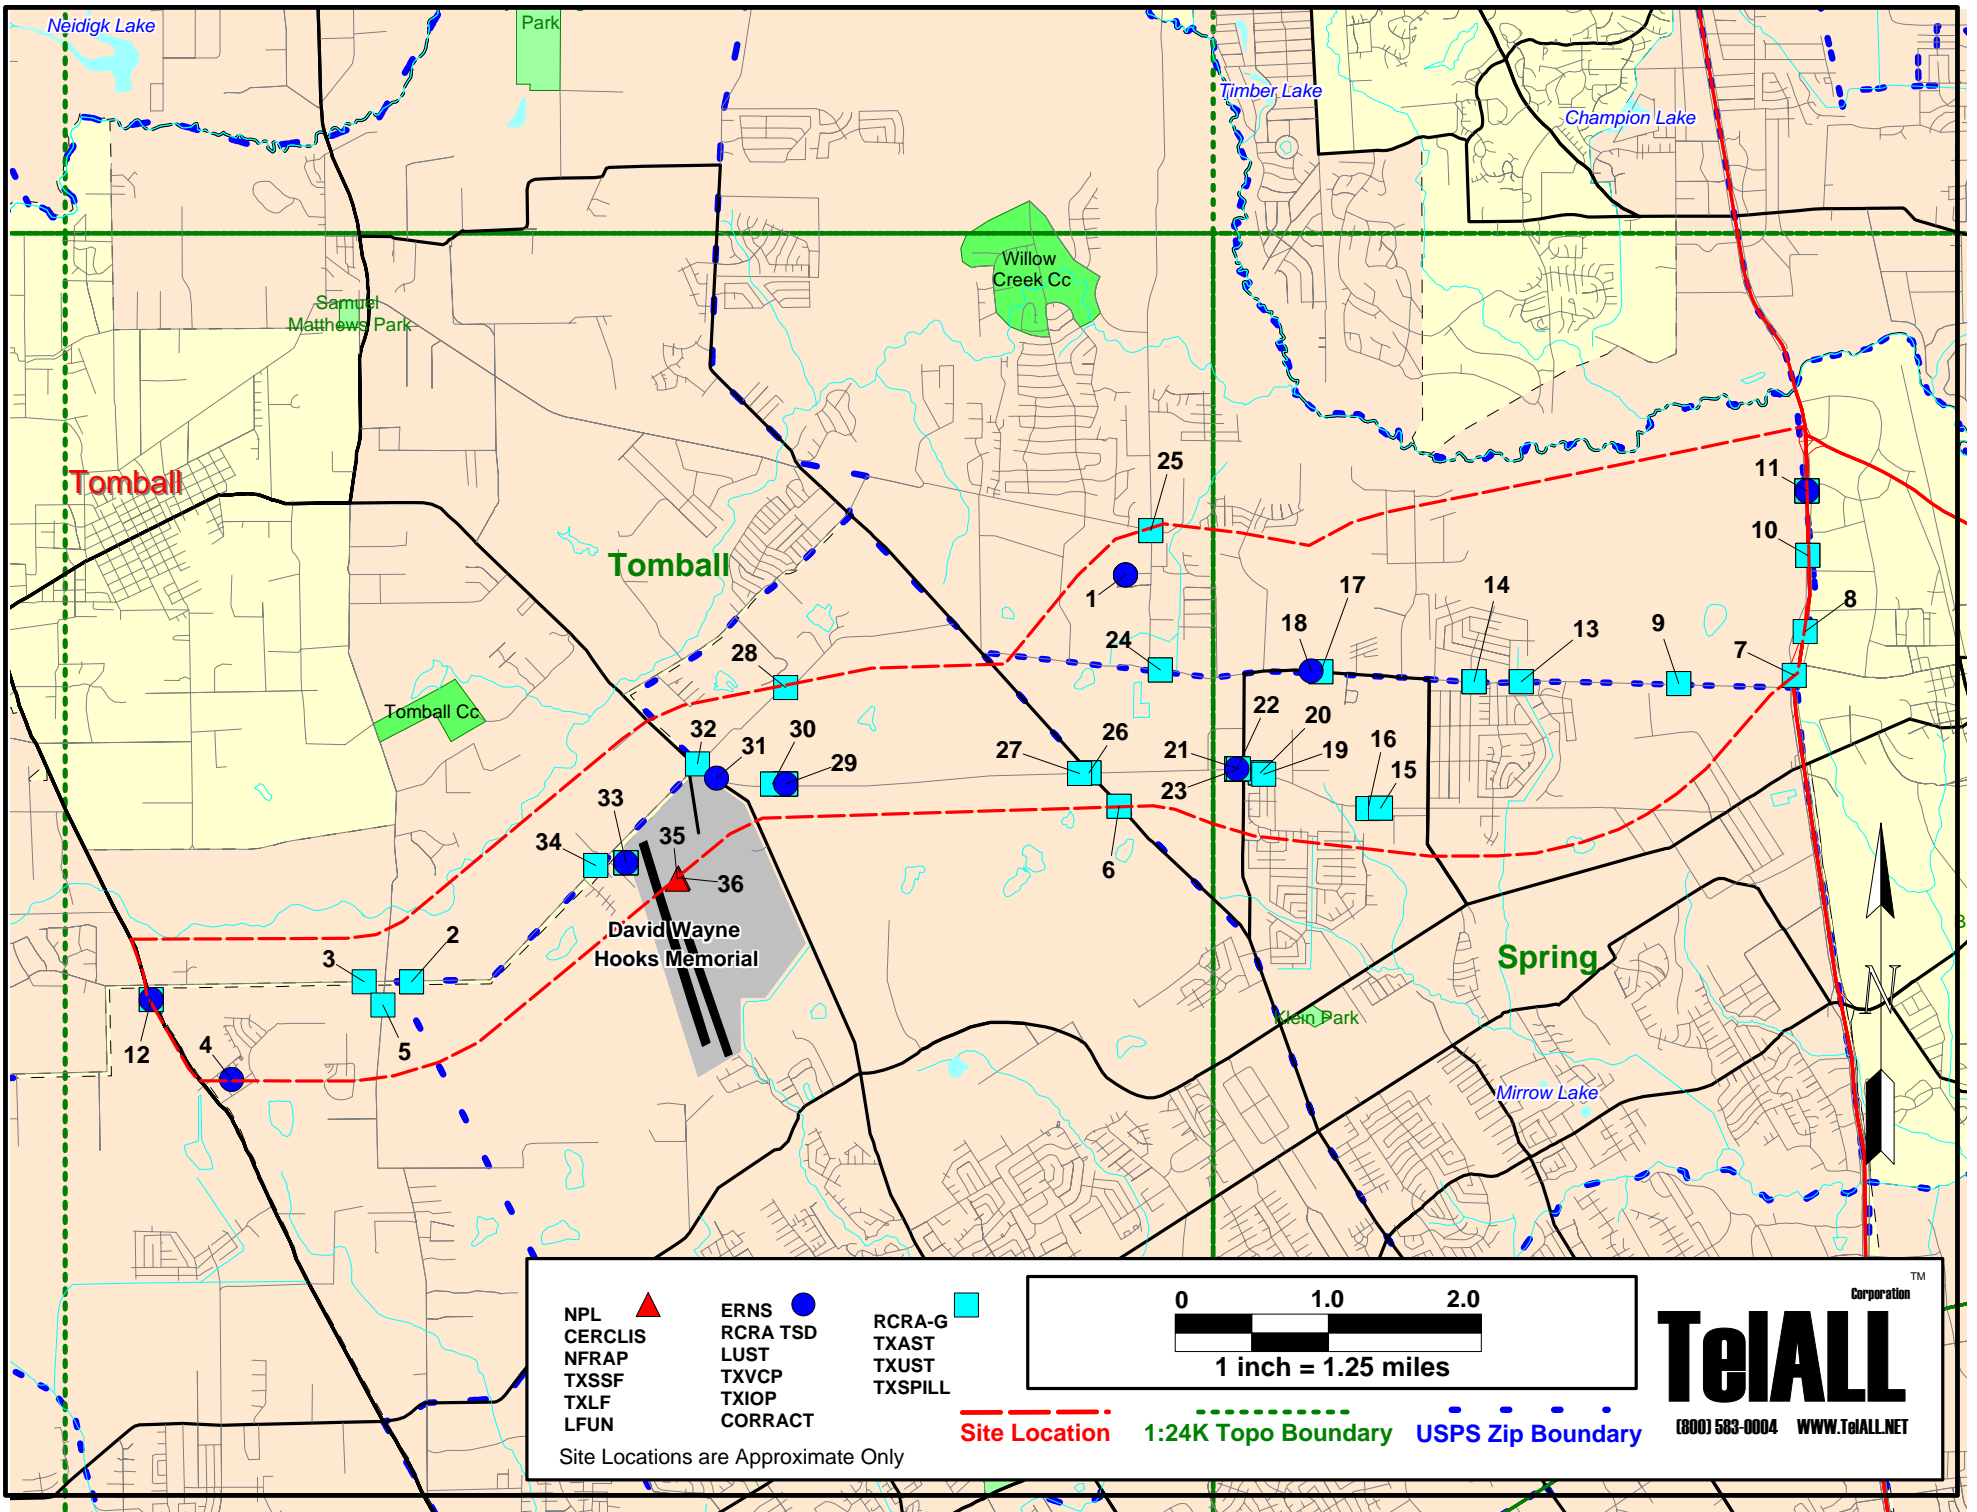 Neidigk Lake
Park
Timber Lake
Champion Lake
Willow
Creek Cc
Samuel
Matthews Park
Tomball
25
11
10
Tomball
1
8
14
17
18
13
9
24
7
28
Tomball Cc
22
20
32
31
30
29
27
26
21
19
16
15
23
33
34
35
36
6
David Wayne
Hooks Memorial
2
3
Spring
N
Klein Park
12
4
5
Mirrow Lake
B
NPL
CERCLIS
NFRAP
TXSSF
TXLF
LFUN
ERNS
RCRA TSD
LUST
TXVCP
TXIOP
CORRACT
RCRA-G
TXAST
TXUST
TXSPILL
0 1.0 2.0
1 inch = 1.25 miles
Site Location
1:24K Topo Boundary
USPS Zip Boundary
Site Locations are Approximate Only
TM
Corporation
TelALL
(800) 583-0004 WWW.TelALL.NET